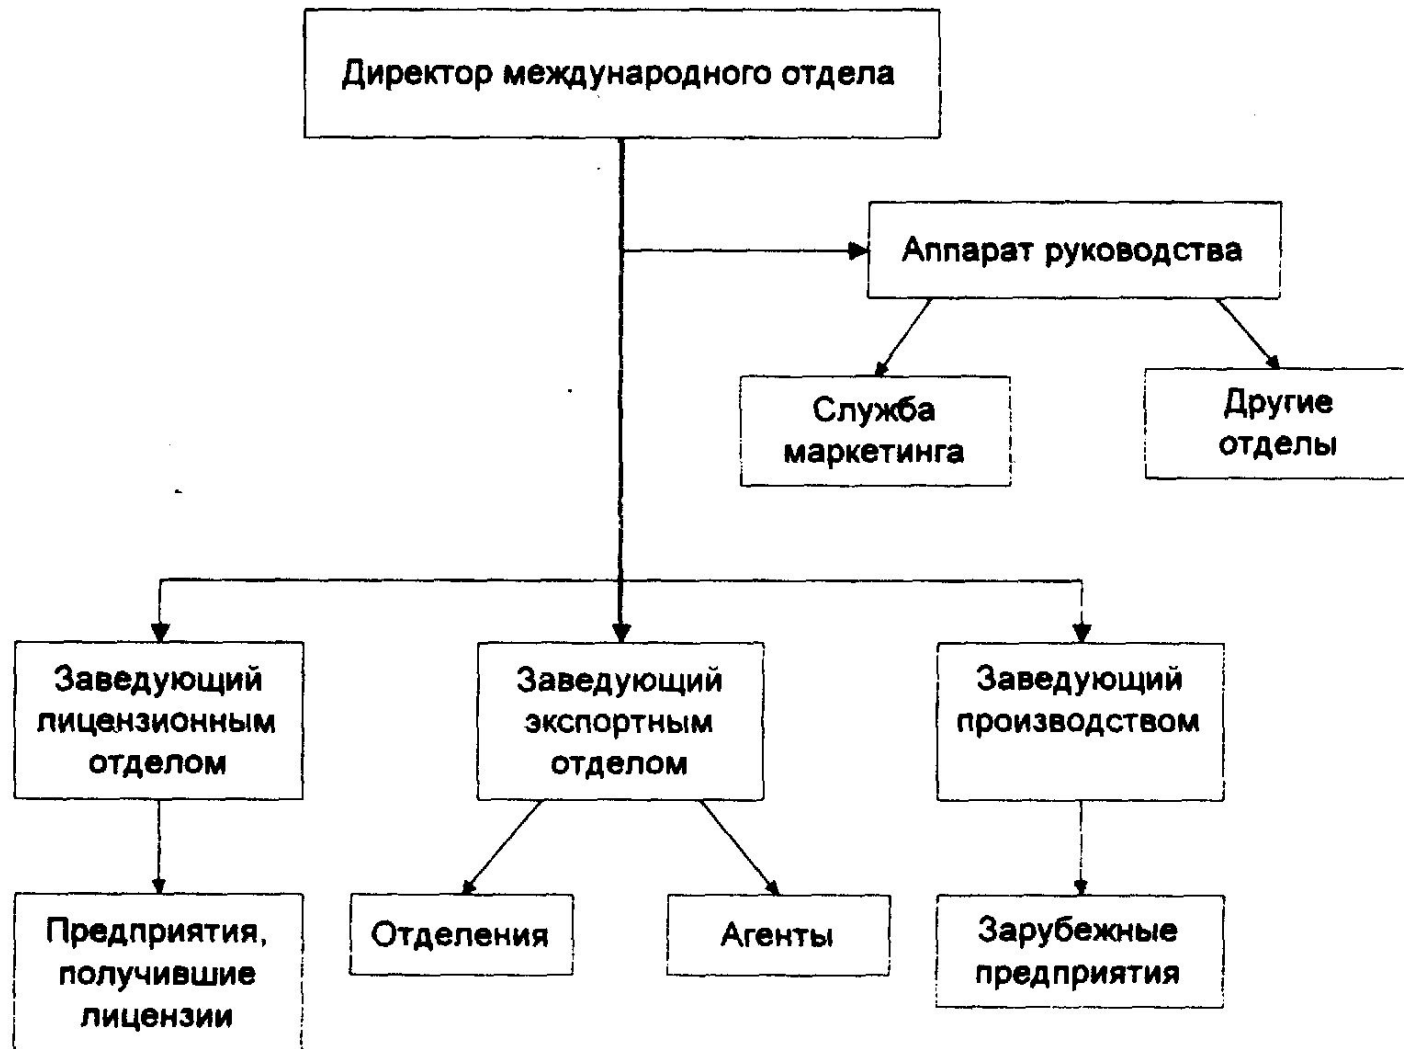 Директор международного отдела
Аппарат руководства
Служба
маркетинга
Другие
отделы
Заведующий
лицензионным
отделом
Заведующий
экспортным
отделом
Заведующий
производством
Предприятия,
получившие
лицензии
Отделения
Агенты
Зарубежные
предприятия